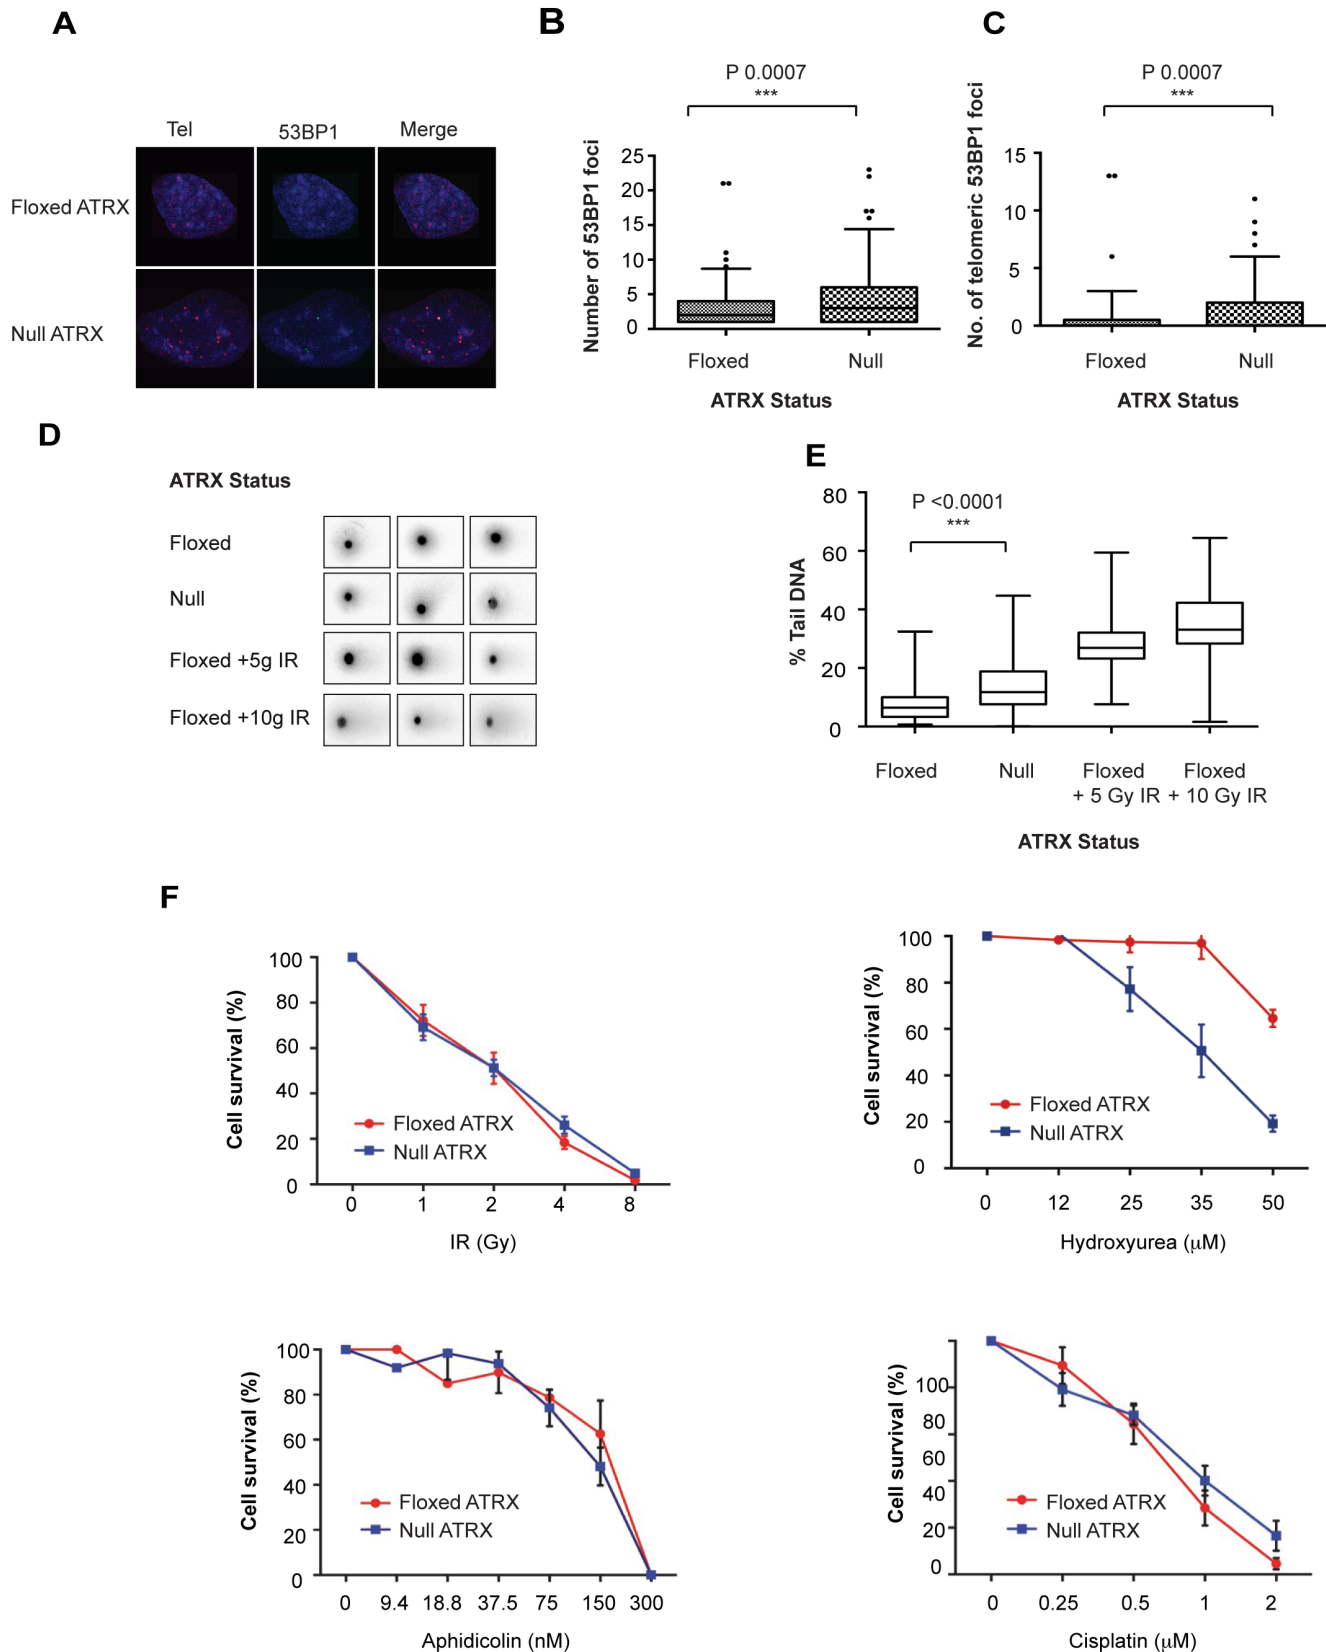 A
Tel 53BP1 Merge
Floxed ATRX
Null ATRX
B
P 0.0007
***
Number of 53BP1 foci
25
20
15
10
5
0
Floxed Null
ATRX Status
C
P 0.0007
***
No. of telomeric 53BP1 foci
15
10
5
0
Floxed Null
ATRX Status
D
ATRX Status
Floxed
Null
Floxed +5g IR
Floxed +10g IR
E
P <0.0001
***
% Tail DNA
80
60
40
20
0
Floxed Null Floxed Floxed
+ 5 Gy IR + 10 Gy IR
ATRX Status
F
Cell survival (%)
100
80
60
40
20
0
Floxed ATRX
Null ATRX
0 1 2 4 8
IR (Gy)
Cell survival (%)
100
80
60
40
20
0
Floxed ATRX
Null ATRX
0 12 25 35 50
Hydroxyurea (μM)
Cell survival (%)
100
80
60
40
20
0
Floxed ATRX
Null ATRX
0 9.4 18.8 37.5 75 150 300
Aphidicolin (nM)
Cell survival (%)
100
80
60
40
20
0
Floxed ATRX
Null ATRX
0 0.25 0.5 1 2
Cisplatin (μM)